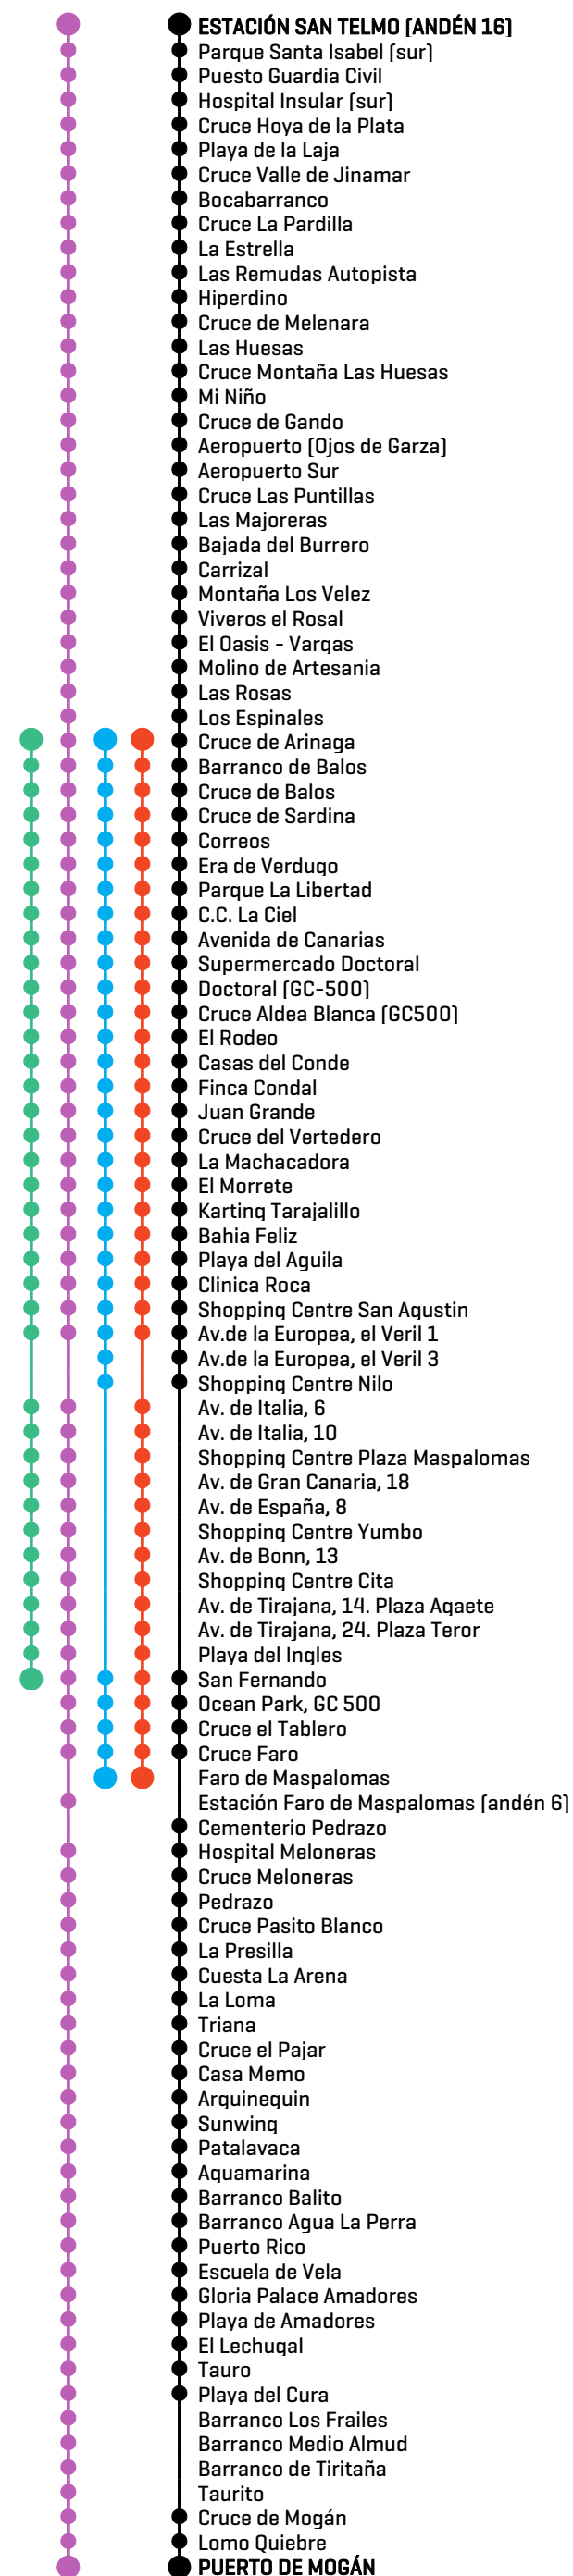 ESTACIÓN SAN TELMO (ANDÉN 16)
Parque Santa Isabel (sur)
Puesto Guardia Civil
Hospital Insular (sur)
Cruce Hoya de la Plata
Playa de la Laja
Cruce Valle de Jinamar
Bocabarranco
Cruce La Pardilla
La Estrella
Las Remudas Autopista
Hiperdino
Cruce de Melenara
Las Huesas
Cruce Montaña Las Huesas
Mi Niño
Cruce de Gando
Aeropuerto (Ojos de Garza)
Aeropuerto Sur
Cruce Las Puntillas
Las Majoreras
Bajada del Burrero
Carrizal
Montaña Los Velez
Viveros el Rosal
El Oasis - Vargas
Molino de Artesania
Las Rosas
Los Espinales
Cruce de Arinaga
Barranco de Balos
Cruce de Balos
Cruce de Sardina
Correos
Era de Verdugo
Parque La Libertad
C.C. La Ciel
Avenida de Canarias
Supermercado Doctoral
Doctoral (GC-500)
Cruce Aldea Blanca (GC500)
El Rodeo
Casas del Conde
Finca Condal
Juan Grande
Cruce del Vertedero
La Machacadora
El Morrete
Karting Tarajalillo
Bahia Feliz
Playa del Aguila
Clinica Roca
Shopping Centre San Agustin
Av.de la Europea, el Veril 1
Av.de la Europea, el Veril 3
Shopping Centre Nilo
Av. de Italia, 6
Av. de Italia, 10
Shopping Centre Plaza Maspalomas
Av. de Gran Canaria, 18
Av. de España, 8
Shopping Centre Yumbo
Av. de Bonn, 13
Shopping Centre Cita
Av. de Tirajana, 14. Plaza Agaete
Av. de Tirajana, 24. Plaza Teror
Playa del Ingles
San Fernando
Ocean Park, GC 500
Cruce el Tablero
Cruce Faro
Faro de Maspalomas
Estación Faro de Maspalomas (andén 6)
Cementerio Pedrazo
Hospital Meloneras
Cruce Meloneras
Pedrazo
Cruce Pasito Blanco
La Presilla
Cuesta La Arena
La Loma
Triana
Cruce el Pajar
Casa Memo
Arguineguin
Sunwing
Patalavaca
Aquamarina
Barranco Balito
Barranco Agua La Perra
Puerto Rico
Escuela de Vela
Gloria Palace Amadores
Playa de Amadores
El Lechugal
Tauro
Playa del Cura
Barranco Los Frailes
Barranco Medio Almud
Barranco de Tiritaña
Taurito
Cruce de Mogán
Lomo Quiebre
PUERTO DE MOGÁN